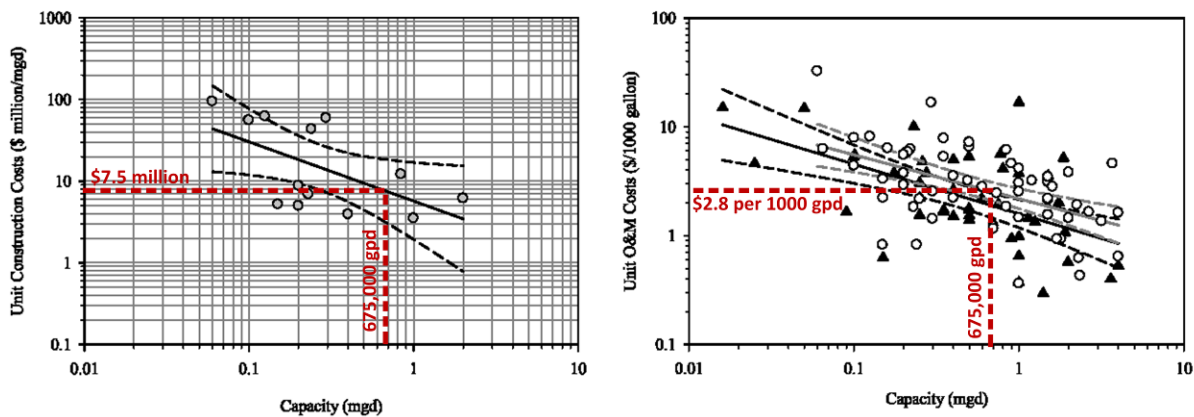 Unit Construction Costs ($ million/mgd)
1000
100
10
1
0.1
0.01
0.1
1
10
Capacity (mgd)
$7.5 million
675,000 gpd
Unit O&M Costs ($/1000 gallon)
100
10
1
0.1
0.01
0.1
1
10
Capacity (mgd)
$2.8 per 1000 gpd
675,000 gpd